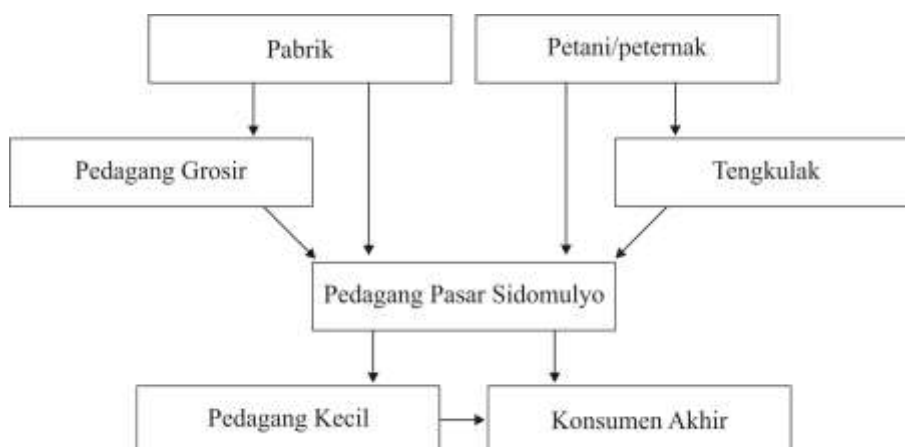 Pabrik
Petani/peternak
Pedagang Grosir
Tengkulak
Pedagang Pasar Sidomulyo
Pedagang Kecil
Konsumen Akhir